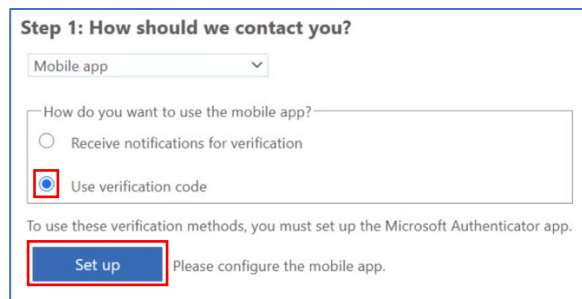 Step 1: How should we contact you?
Mobile app
How do you want to use the mobile app?
Receive notifications for verification
Use verification code
To use these verification methods, you must set up the Microsoft Authenticator app.
Set up Please configure the mobile app.